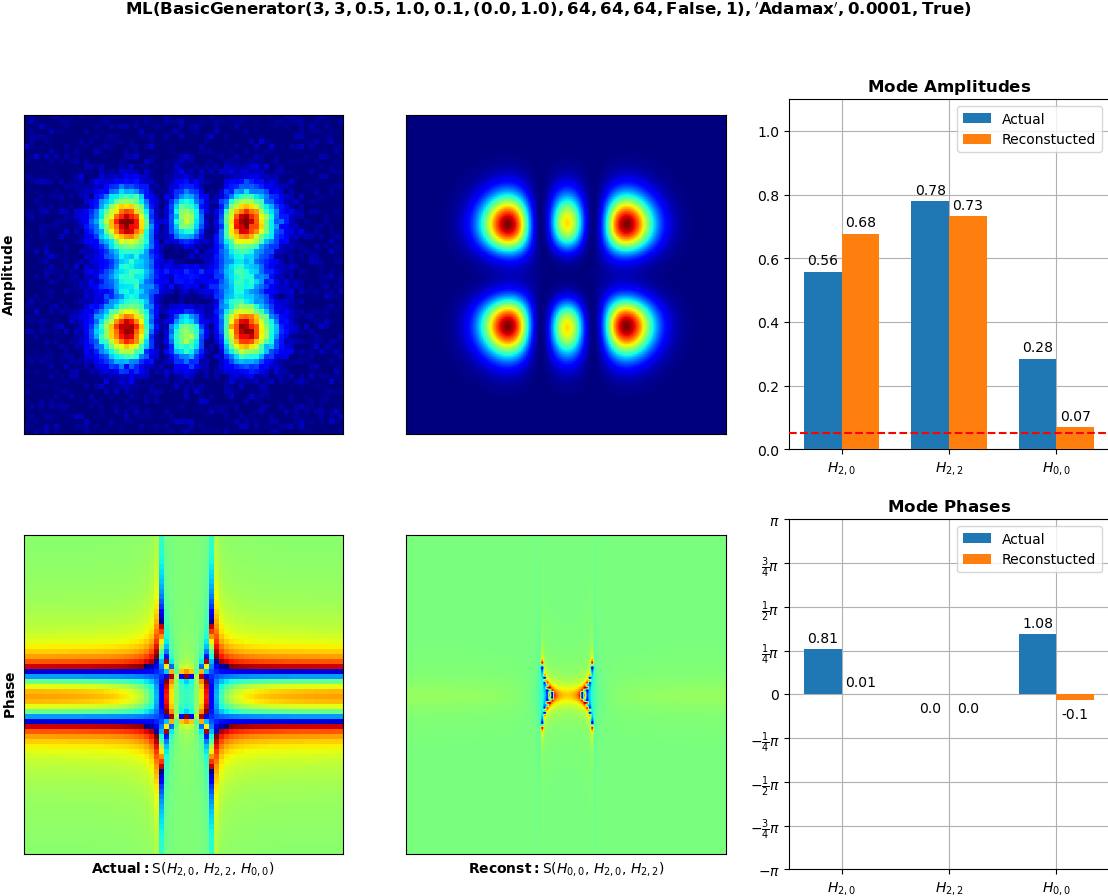 ML(BasicGenerator(3, 3, 0.5, 1.0, 0.1, (0.0, 1.0), 64, 64, 64, False, 1), 'Adamax', 0.0001, True)
Amplitude
Mode Amplitudes
Actual
Reconstucted
1.0
0.8
0.6
0.4
0.2
0.0
0.56
0.68
0.78
0.73
0.28
0.07
H2,0
H2,2
H0,0
Phase
Actual: S(H2,0, H2,2, H0,0)
Reconst: S(H0,0, H2,0, H2,2)
Mode Phases
Actual
Reconstucted
π
3/4π
1/2π
1/4π
0
−1/4π
−1/2π
−3/4π
−π
0.81
0.01
0.0
0.0
1.08
-0.1
H2,0
H2,2
H0,0